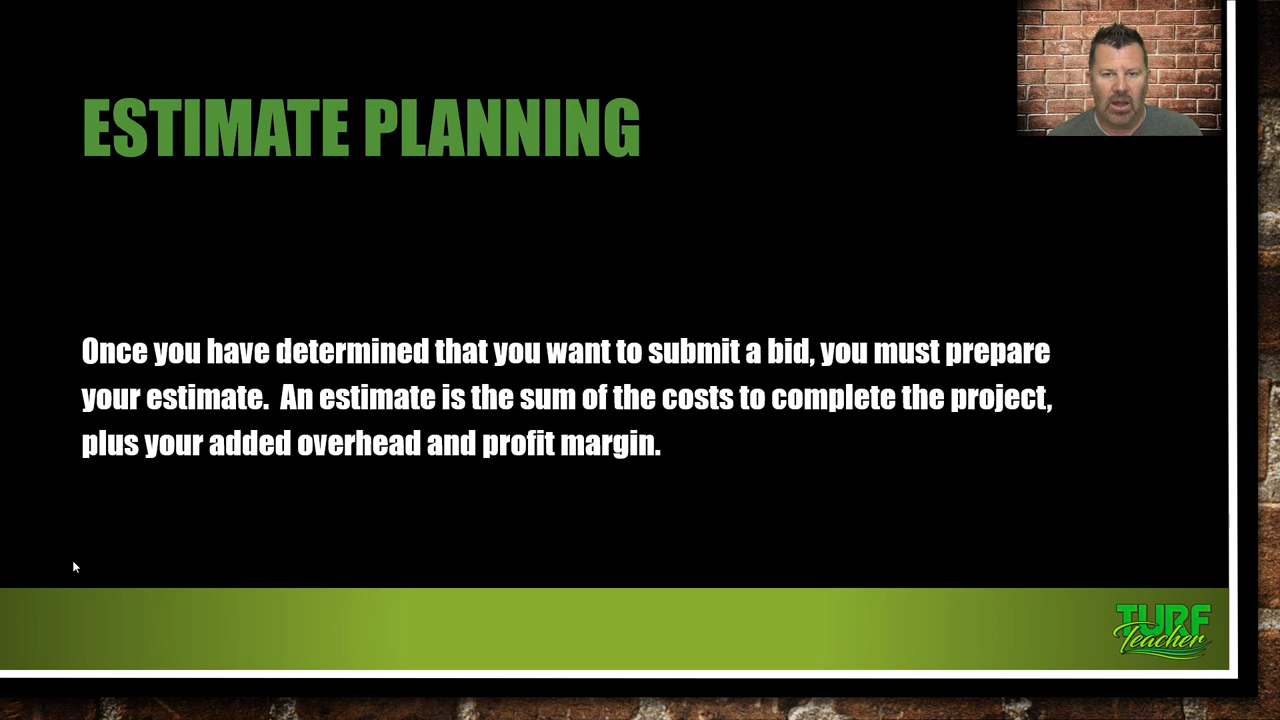 ESTIMATE PLANNING
Once you have determined that you want to submit a bid, you must prepare
your estimate.  An estimate is the sum of the costs to complete the project,
plus your added overhead and profit margin.
TURF
Teacher